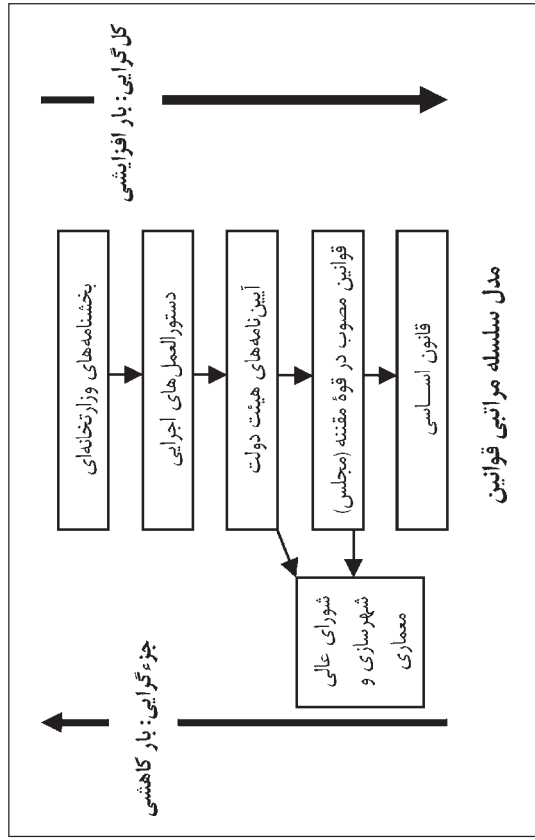 کل‌گرایی: بار افزایشی
بخشنامه‌های وزارتخانه‌ای
دستورالعمل‌های اجرایی
آیین‌نامه‌های هیئت دولت
قوانین مصوب در قوهٔ مقننه (مجلس)
قانون اساسی
شورای عالی
شهرسازی و
معماری
جزء‌گرایی: بار کاهشی
مدل سلسله مراتبی قوانین